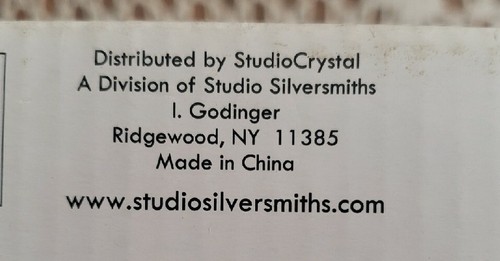 Distributed by StudioCrystal
A Division of Studio Silversmiths
I. Godinger
Ridgewood, NY 11385
Made in China
www.studiosilversmiths.com